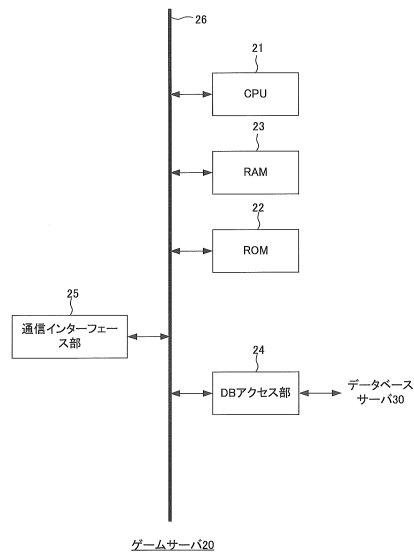 26
21
CPU
23
RAM
22
ROM
25
通信インターフェー
ス部
24
DBアクセス部
データベース
サーバ30
ゲームサーバ20